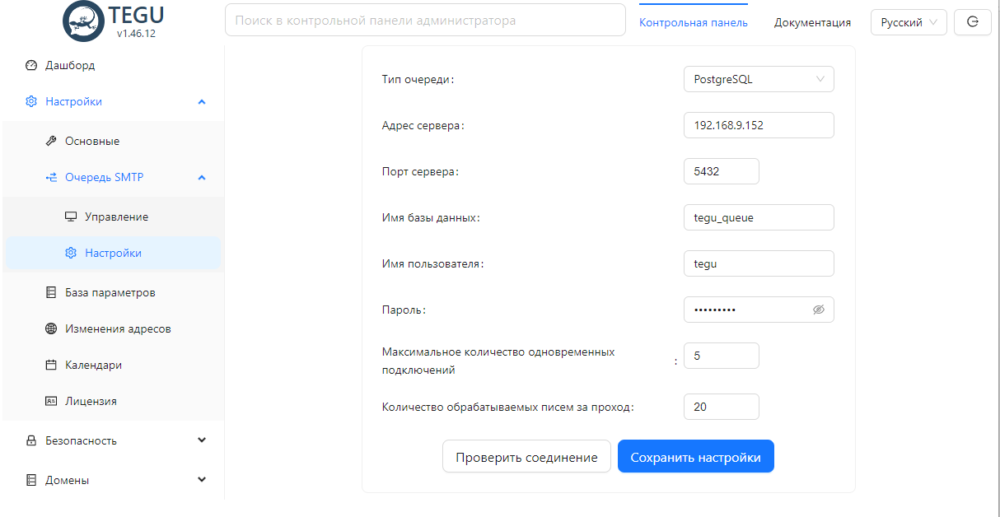 TEGU
v1.46.12
Поиск в контрольной панели администратора
Контрольная панель
Документация
Русский
Дашборд
Настройки
Основные
Очередь SMTP
Управление
Настройки
База параметров
Изменения адресов
Календари
Лицензия
Безопасность
Домены
Тип очереди:
PostgreSQL
Адрес сервера:
192.168.9.152
Порт сервера:
5432
Имя базы данных:
tegu_queue
Имя пользователя:
tegu
Пароль:
•••••••••
Максимальное количество одновременных
подключений :
5
Количество обрабатываемых писем за проход:
20
Проверить соединение
Сохранить настройки